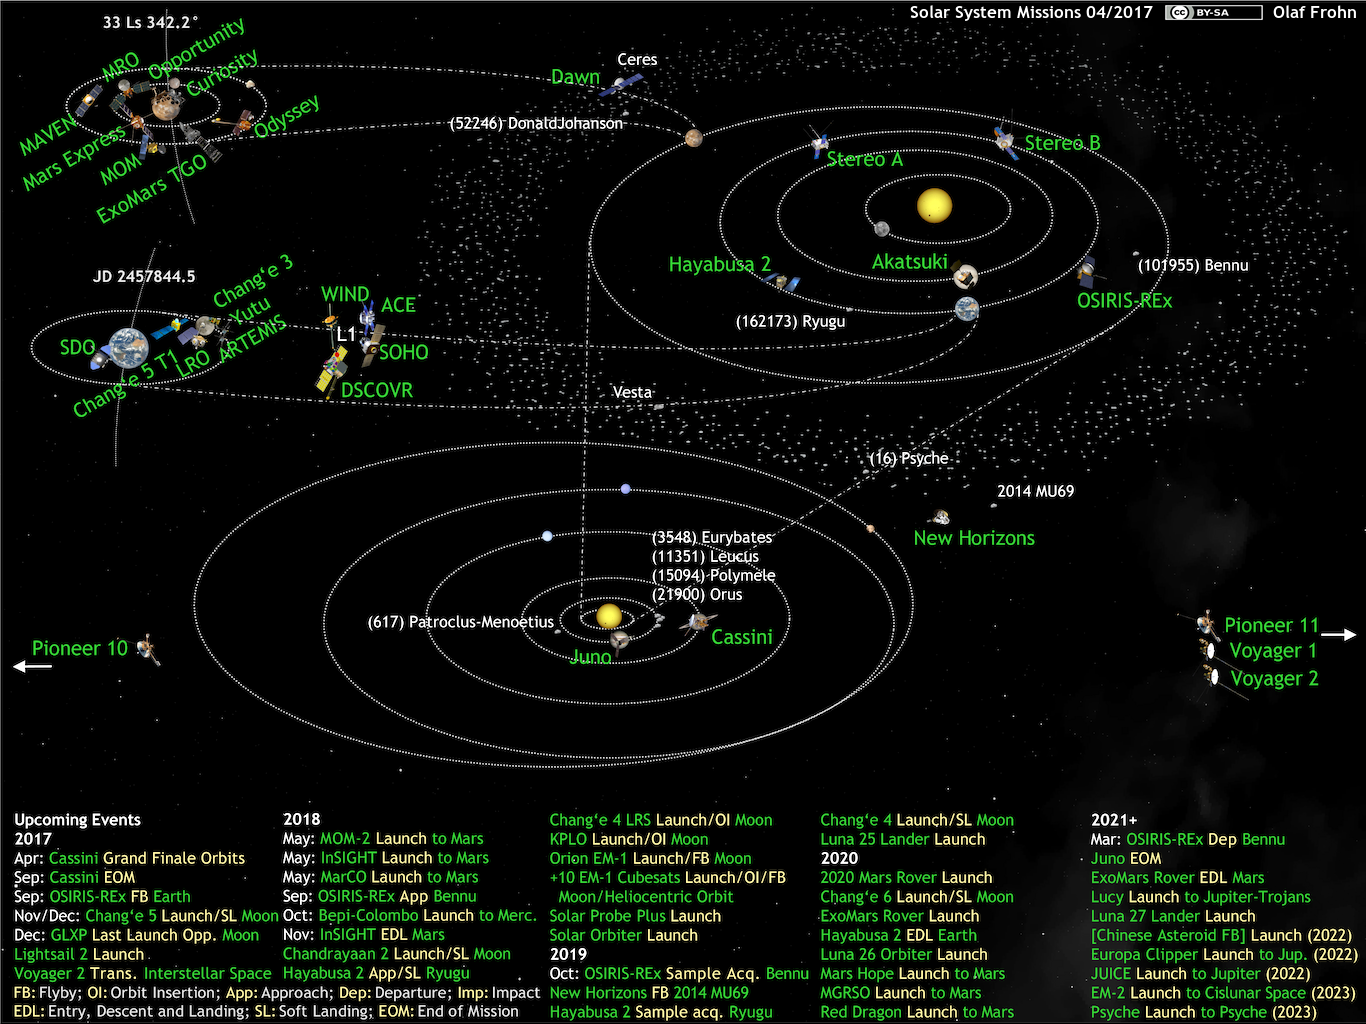 Solar System Missions 04/2017 cc BY-SA Olaf Frohn
33 Ls 342.2°
MRO
Opportunity
Curiosity
MAVEN
Mars Express
MOM
ExoMars TGO
Odyssey
Ceres
Dawn
(52246) DonaldJohanson
Stereo A
Stereo B
Hayabusa 2
Akatsuki
(101955) Bennu
OSIRIS-REx
(162173) Ryugu
JD 2457844.5
Chang‘e 3
Yutu
ARTEMIS
LRO
Chang‘e 5 T1
SDO
WIND
ACE
L1
SOHO
DSCOVR
Vesta
(16) Psyche
2014 MU69
New Horizons
(3548) Eurybates
(11351) Leucus
(15094) Polymele
(21900) Orus
(617) Patroclus-Menoetius
Cassini
Juno
Pioneer 10
Pioneer 11
Voyager 1
Voyager 2
Upcoming Events
2017
Apr: Cassini Grand Finale Orbits
Sep: Cassini EOM
Sep: OSIRIS-REx FB Earth
Nov/Dec: Chang‘e 5 Launch/SL Moon
Dec: GLXP Last Launch Opp. Moon
Lightsail 2 Launch
Voyager 2 Trans. Interstellar Space
FB: Flyby; OI: Orbit Insertion; App: Approach; Dep: Departure; Imp: Impact
EDL: Entry, Descent and Landing; SL: Soft Landing; EOM: End of Mission
2018
May: MOM-2 Launch to Mars
May: InSIGHT Launch to Mars
May: MarCO Launch to Mars
Sep: OSIRIS-REx App Bennu
Oct: Bepi-Colombo Launch to Merc.
Nov: InSIGHT EDL Mars
Chandrayaan 2 Launch/SL Moon
Hayabusa 2 App/SL Ryugu
Chang‘e 4 LRS Launch/OI Moon
KPLO Launch/OI Moon
Orion EM-1 Launch/FB Moon
+10 EM-1 Cubesats Launch/OI/FB
Moon/Heliocentric Orbit
Solar Probe Plus Launch
Solar Orbiter Launch
2019
Oct: OSIRIS-REx Sample Acq. Bennu
New Horizons FB 2014 MU69
Hayabusa 2 Sample acq. Ryugu
Chang‘e 4 Launch/SL Moon
Luna 25 Lander Launch
2020
2020 Mars Rover Launch
Chang‘e 6 Launch/SL Moon
ExoMars Rover Launch
Hayabusa 2 EDL Earth
Luna 26 Orbiter Launch
Mars Hope Launch to Mars
MGRSO Launch to Mars
Red Dragon Launch to Mars
2021+
Mar: OSIRIS-REx Dep Bennu
Juno EOM
ExoMars Rover EDL Mars
Lucy Launch to Jupiter-Trojans
Luna 27 Lander Launch
[Chinese Asteroid FB] Launch (2022)
Europa Clipper Launch to Jup. (2022)
JUICE Launch to Jupiter (2022)
EM-2 Launch to Cislunar Space (2023)
Psyche Launch to Psyche (2023)